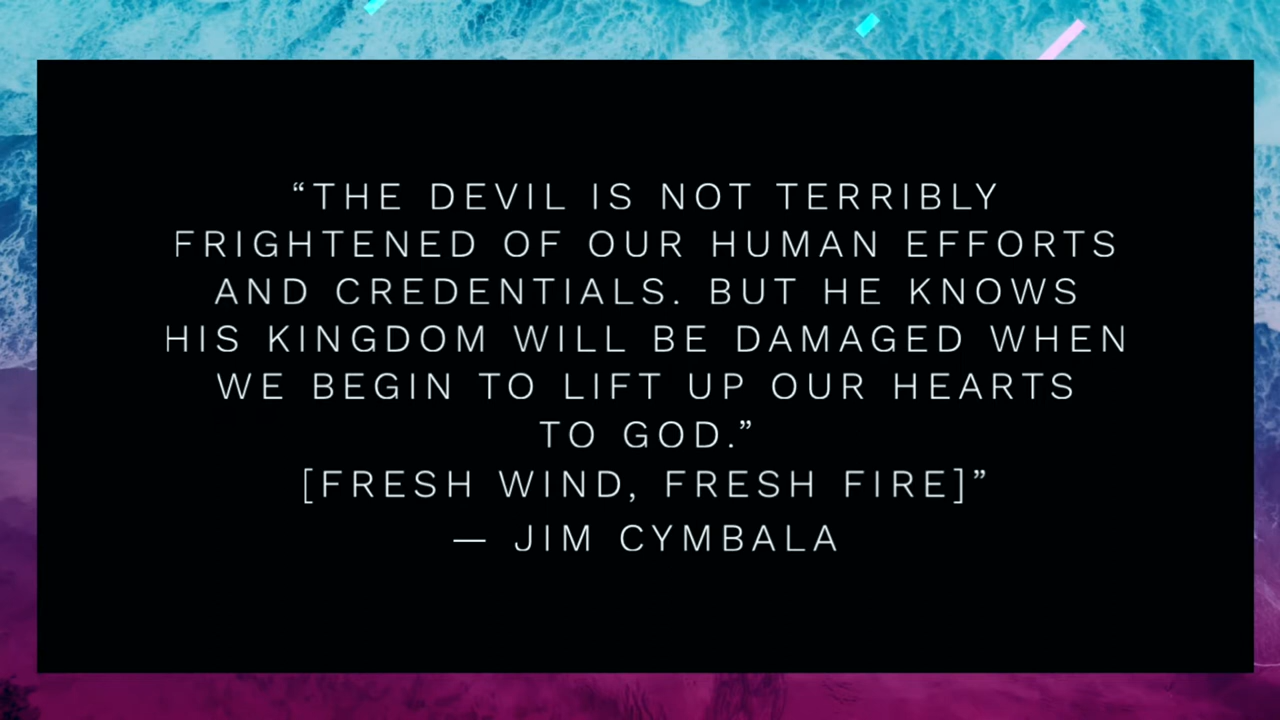 “THE DEVIL IS NOT TERRIBLY
FRIGHTENED OF OUR HUMAN EFFORTS
AND CREDENTIALS. BUT HE KNOWS
HIS KINGDOM WILL BE DAMAGED WHEN
WE BEGIN TO LIFT UP OUR HEARTS
TO GOD.”
[FRESH WIND, FRESH FIRE]”
— JIM CYMBALA